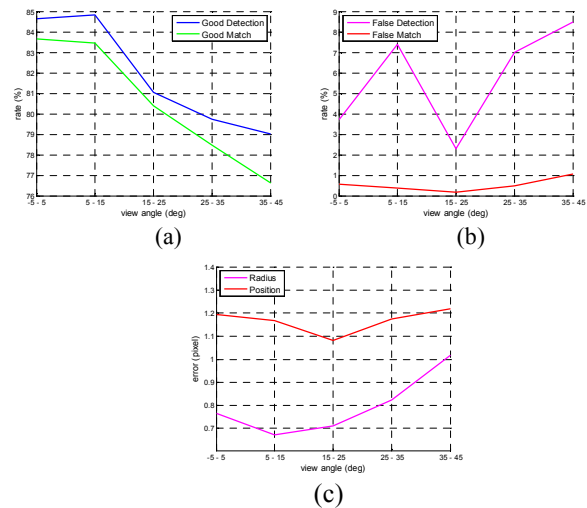 85
84
83
82
81
80
79
78
77
76
rate (%)
Good Detection
Good Match
-5 - 5
5 - 15
15 - 25
25 - 35
35 - 45
view angle (deg)
(a)
9
8
7
6
5
4
3
2
1
0
rate (%)
False Detection
False Match
-5 - 5
5 - 15
15 - 25
25 - 35
35 - 45
view angle (deg)
(b)
1.4
1.3
1.2
1.1
1
0.9
0.8
0.7
error (pixel)
Radius
Position
-5 - 5
5 - 15
15 - 25
25 - 35
35 - 45
view angle (deg)
(c)